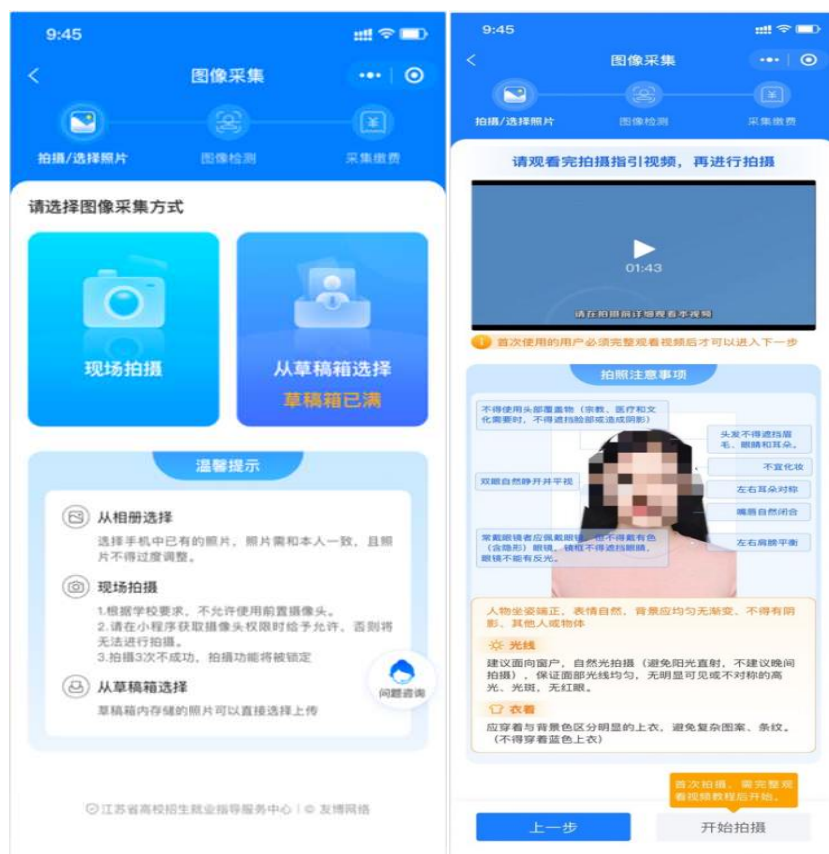 9:45
图像采集
拍摄/选择照片
图像检测
采集缴费
请选择图像采集方式
现场拍摄
从草稿箱选择
草稿箱已满
温馨提示
从相册选择
选择手机中已有的照片，照片需和本人一致，且照
片不得过度调整。
现场拍摄
1.根据学校要求，不允许使用前置摄像头。
2.请在小程序获取摄像头权限时给予允许，否则将
无法进行拍摄。
3.拍摄3次不成功，拍摄功能将被锁定
从草稿箱选择
草稿箱内存储的照片可以直接选择上传
问题咨询
江苏省高校招生就业指导服务中心 | © 友博网络
9:45
图像采集
拍摄/选择照片
图像检测
采集缴费
请观看完拍摄指引视频，再进行拍摄
01:43
请在拍摄前详细观看本视频
首次使用的用户必须完整观看视频后才可以进入下一步
拍照注意事项
不得使用头部覆盖物（宗教、医疗和文
化需要时，不得遮挡脸部或造成阴影）
头发不得遮挡眉
毛、眼睛和耳朵。
不宜化妆
双眼自然睁开并平视
左右耳朵对称
嘴唇自然闭合
常戴眼镜者应佩戴眼镜，但不得戴有色
（含隐形）眼镜，镜框不得遮挡眼睛，
眼镜不能有反光。
左右肩膀平衡
人物坐姿端正，表情自然，背景应均匀无渐变、不得有阴
影、其他人或物体
光线
建议面向窗户，自然光拍摄（避免阳光直射，不建议晚间
拍摄），保证面部光线均匀，无明显可见或不对称的高
光、光斑，无红眼。
衣着
应穿着与背景色区分明显的上衣，避免复杂图案、条纹。
（不得穿着蓝色上衣）
首次拍摄，需完整观
看视频教程后开始。
上一步
开始拍摄